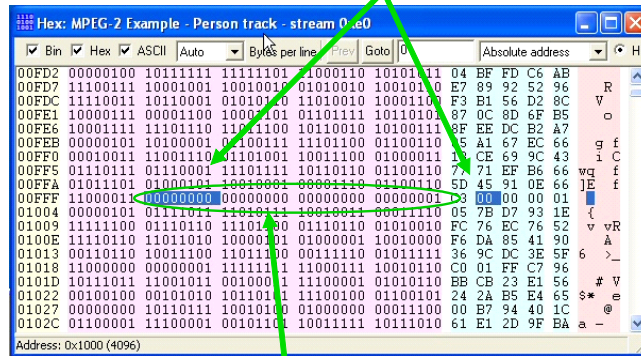 Hex: MPEG-2 Example - Person track - stream 0xe0
Bin Hex ASCII Auto Bytes per line Prev Goto 0 Absolute address H
00FD2 00000100 10111111 11111101 11000110 10101011 04 BF FD C6 AB
00FD7 11100111 10001001 10010010 01010010 10010110 E7 89 92 52 96 R
00FDC 11110011 10110001 01010110 11010010 10001100 F3 B1 56 D2 8C V
00FE1 10000111 00001100 10001101 01101111 10110101 87 0C 8D 6F B5 o
00FE6 10001111 11101110 11011100 10110010 10100111 8F EE DC B2 A7
00FEB 10100001 01100111 11101100 01100110 A1 67 EC 66 g f
00FF0 00010011 11001110 01101001 10011100 01000011 CE 69 9C 43 i C
00FF5 01110111 01110001 11101111 10110110 01100110 77 71 EF B6 66 wq f
00FFA 01011101 01000101 10010001 00001110 01100110 5D 45 91 0E 66 ]E f
00FFF 11000011 00000000 00000000 00000000 00000001 C3 00 00 00 01
01004 00000101 01111011 11010111 10010011 00011110 05 7B D7 93 1E {
01009 11111100 01110110 11101100 01110110 01010010 FC 76 EC 76 52 v vR
0100E 11110110 11011010 10000101 01000001 10010000 F6 DA 85 41 90 A
01013 00110110 10011100 11011100 00111110 01011111 36 9C DC 3E 5F 6 >_
01018 11000000 00000001 11111111 11000111 10010110 C0 01 FF C7 96
0101D 10111011 11001011 00100011 11100001 01010110 BB CB 23 E1 56 # V
01022 00100100 00101010 10110101 11100100 01100101 24 2A B5 E4 65 $* e
01027 00000000 10110111 10010100 01000000 00011100 00 B7 94 40 1C @
0102C 01100001 11100001 00101101 10011111 10111010 61 E1 2D 9F BA a -
Address: 0x1000 (4096)